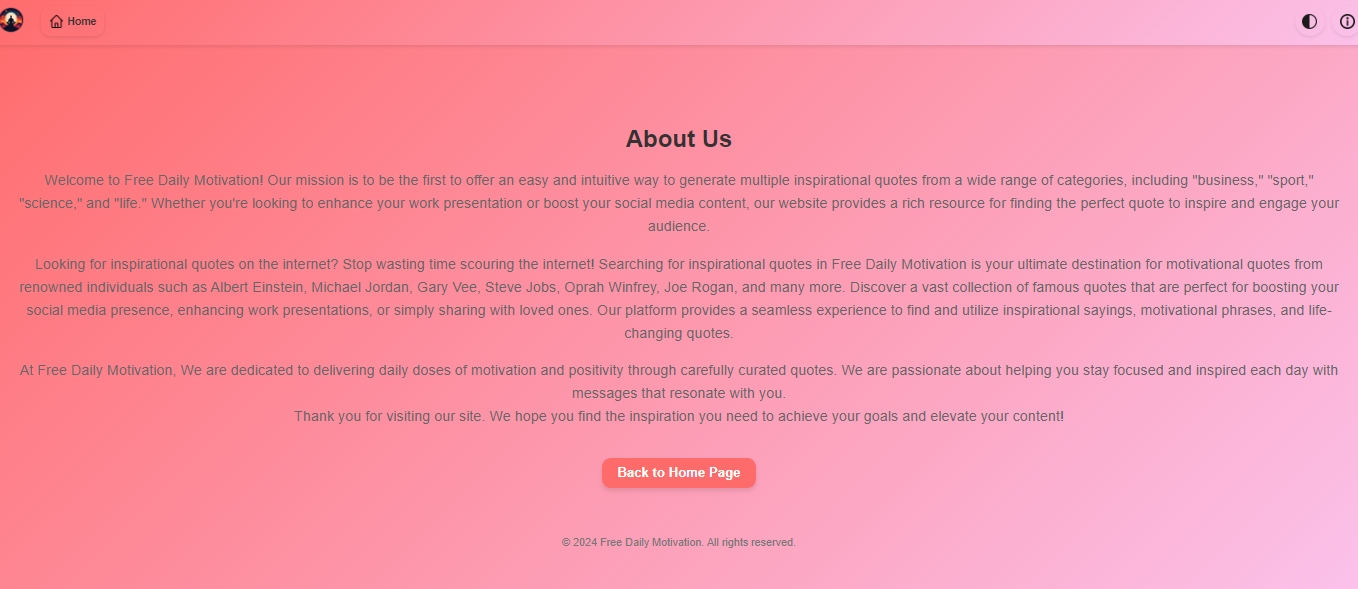 Home
About Us
Welcome to Free Daily Motivation! Our mission is to be the first to offer an easy and intuitive way to generate multiple inspirational quotes from a wide range of categories, including "business," "sport,"
"science," and "life." Whether you're looking to enhance your work presentation or boost your social media content, our website provides a rich resource for finding the perfect quote to inspire and engage your
audience.
Looking for inspirational quotes on the internet? Stop wasting time scouring the internet! Searching for inspirational quotes in Free Daily Motivation is your ultimate destination for motivational quotes from
renowned individuals such as Albert Einstein, Michael Jordan, Gary Vee, Steve Jobs, Oprah Winfrey, Joe Rogan, and many more. Discover a vast collection of famous quotes that are perfect for boosting your
social media presence, enhancing work presentations, or simply sharing with loved ones. Our platform provides a seamless experience to find and utilize inspirational sayings, motivational phrases, and life-
changing quotes.
At Free Daily Motivation, We are dedicated to delivering daily doses of motivation and positivity through carefully curated quotes. We are passionate about helping you stay focused and inspired each day with
messages that resonate with you.
Thank you for visiting our site. We hope you find the inspiration you need to achieve your goals and elevate your content!
Back to Home Page
© 2024 Free Daily Motivation. All rights reserved.